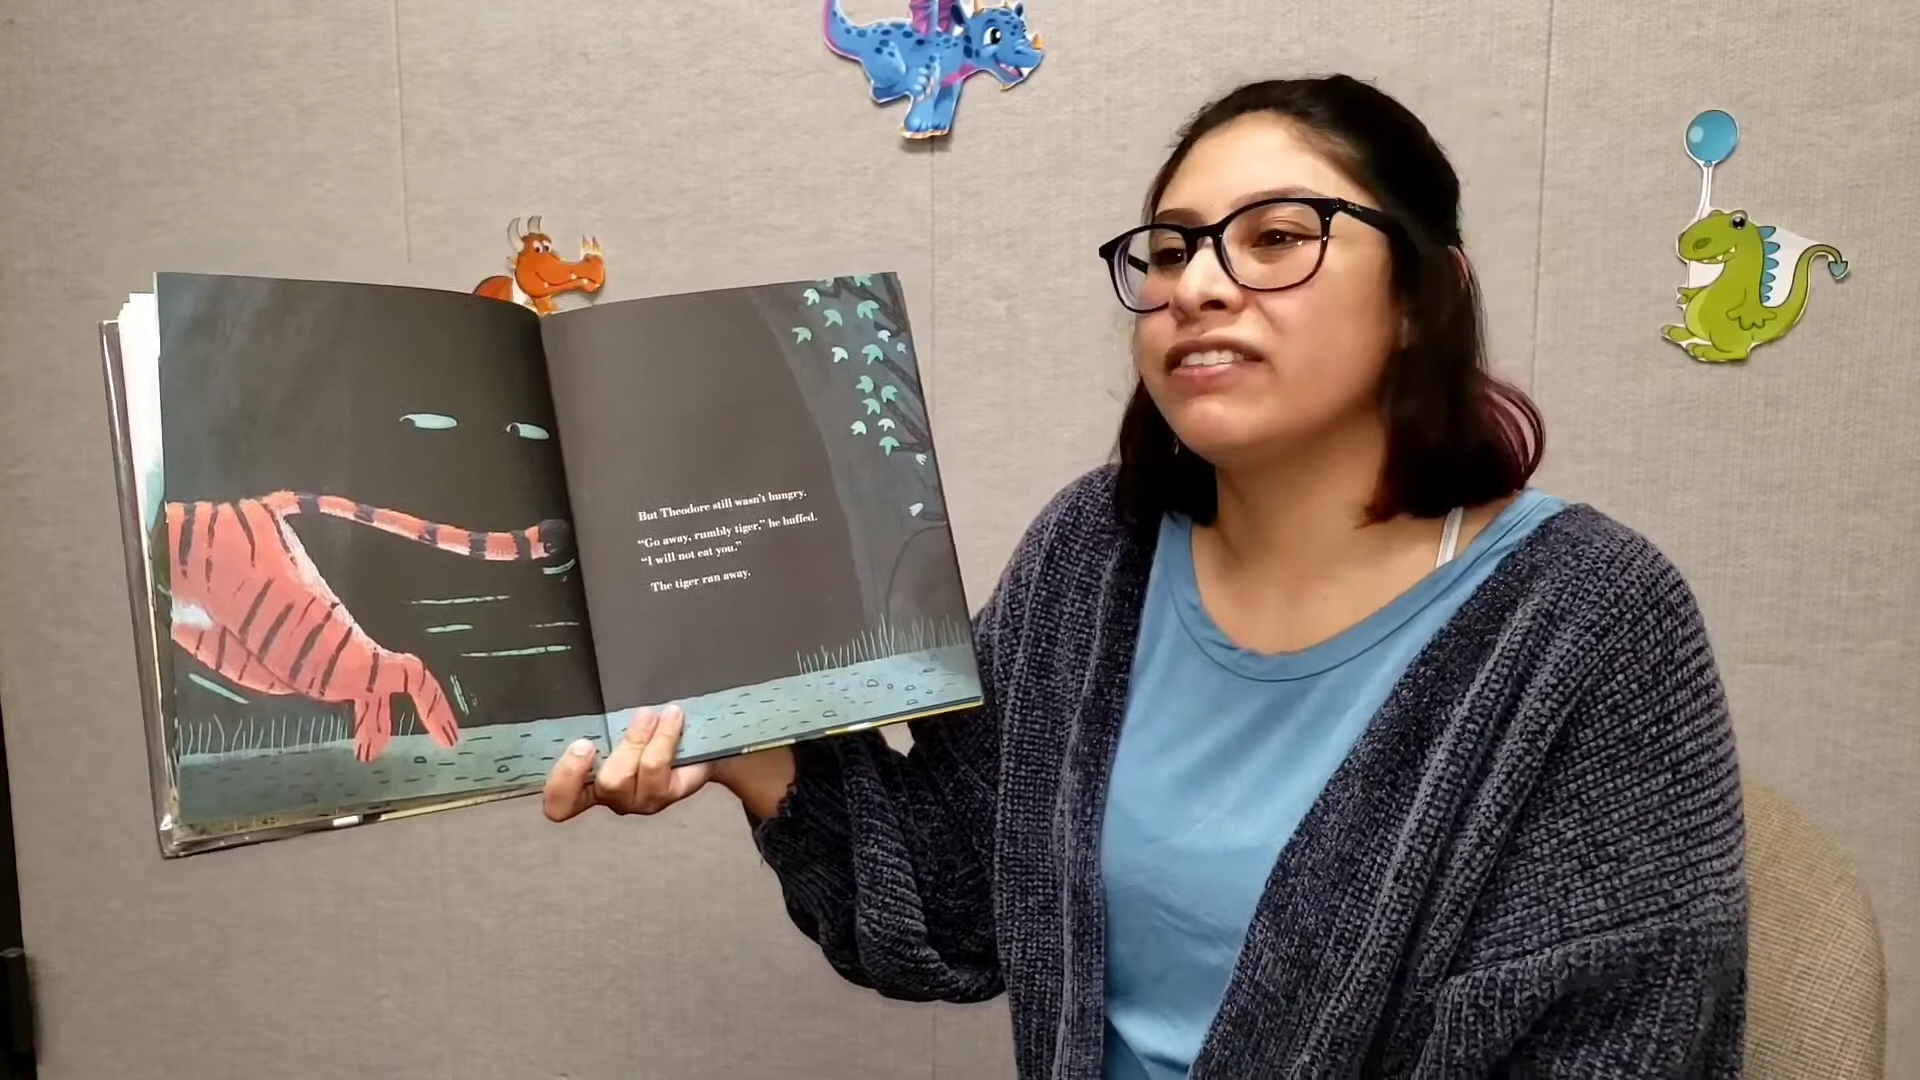 But Theodore still wasn't hungry.
“Go away, rumbly tiger,” he huffed.
“I will not eat you.”
The tiger ran away.